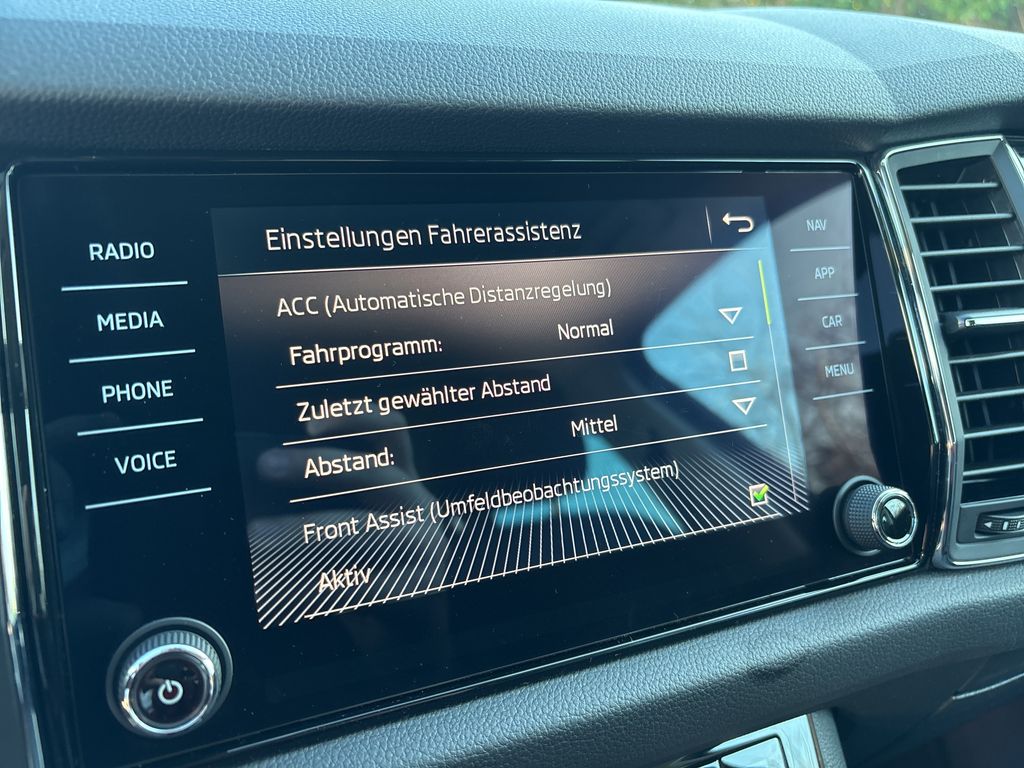 RADIO
MEDIA
PHONE
VOICE
Einstellungen Fahrerassistenz
ACC (Automatische Distanzregelung)
Fahrprogramm: Normal
Zuletzt gewählter Abstand
Abstand: Mittel
Front Assist (Umfeldbeobachtungssystem)
Aktiv
NAV
APP
CAR
MENU